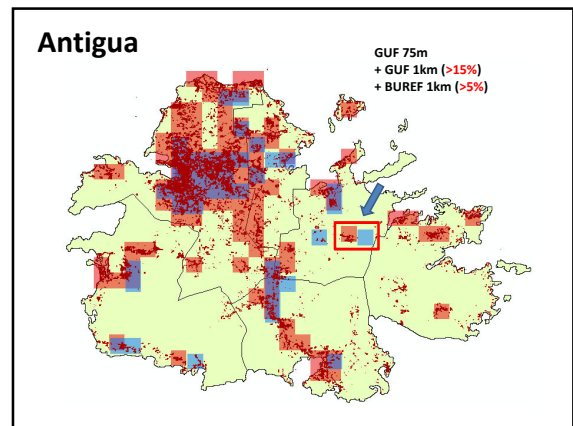 Antigua
GUF 75m
+ GUF 1km (>15%)
+ BUREF 1km (>5%)